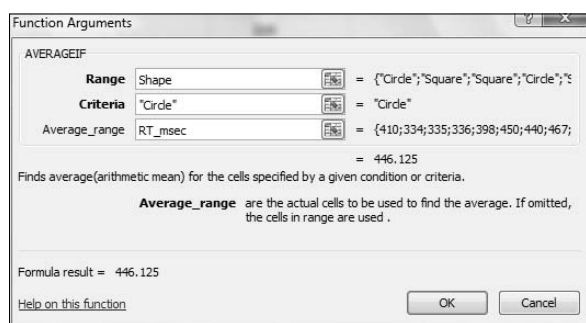 Function Arguments
AVERAGEIF
Range Shape = {"Circle";"Square";"Square";"Circle";"S
Criteria "Circle" = "Circle"
Average_range RT_msec = {410;334;335;336;398;450;440;467;
= 446.125
Finds average(arithmetic mean) for the cells specified by a given condition or criteria.
Average_range are the actual cells to be used to find the average. If omitted,
the cells in range are used .
Formula result = 446.125
Help on this function OK Cancel